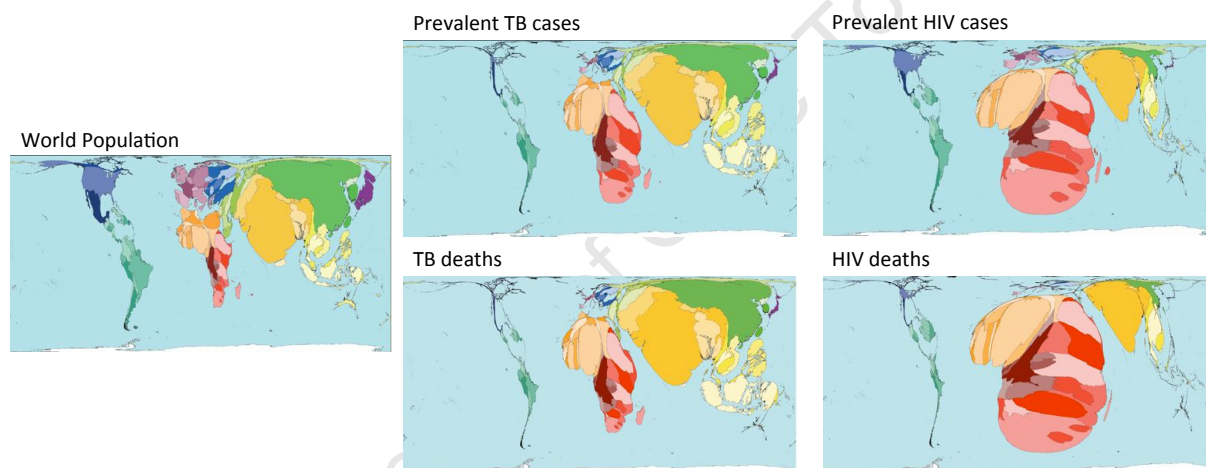 Prevalent TB cases
Prevalent HIV cases
World Population
TB deaths
HIV deaths